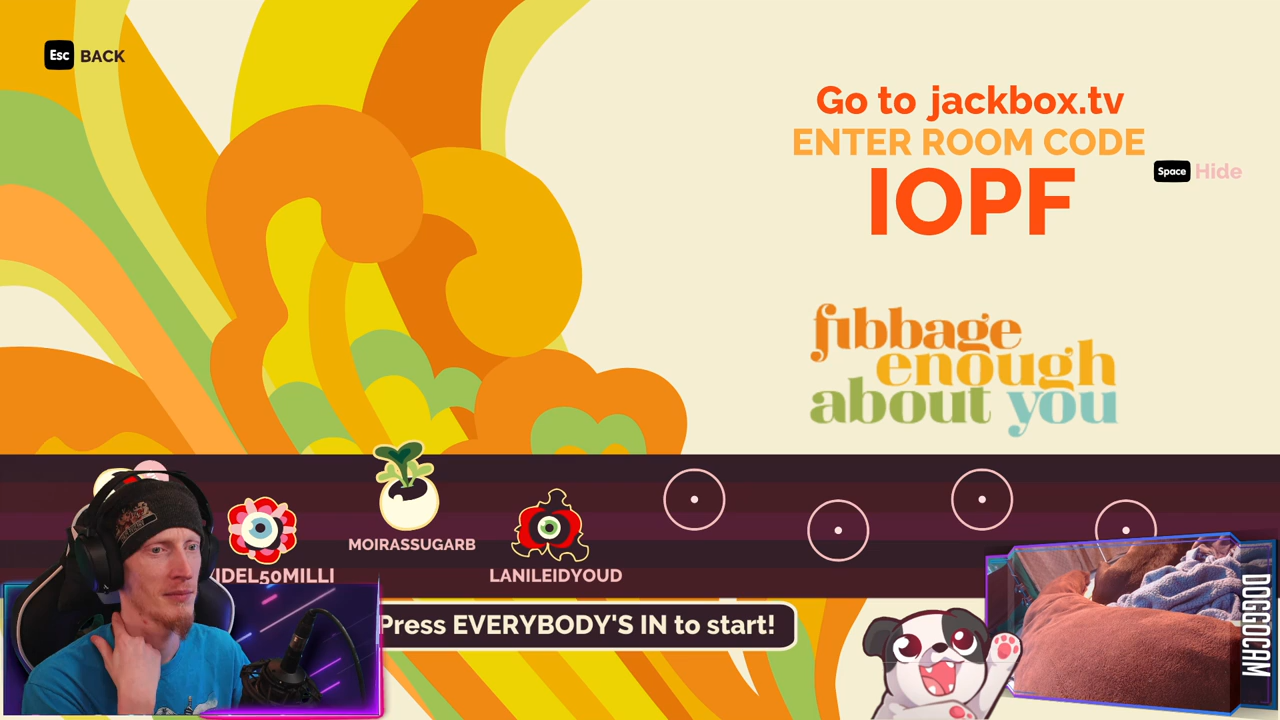 Esc BACK
Go to jackbox.tv
ENTER ROOM CODE
Space Hide
IOPF
fibbage
enough
about you
MOIRASSUGARB
IDEL50MILLI
LANILEIDYOUD
Press EVERYBODY'S IN to start!
DOGGOCAM